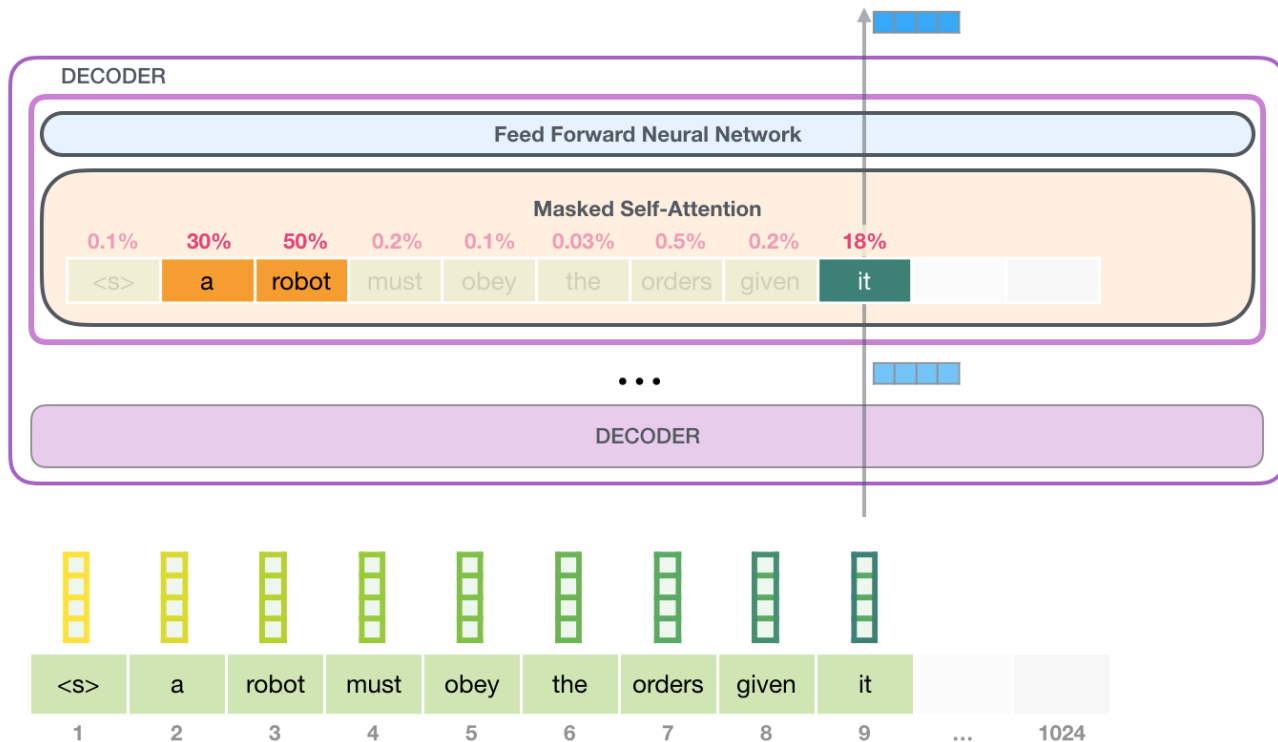 DECODER
Feed Forward Neural Network
Masked Self-Attention
0.1% 30% 50% 0.2% 0.1% 0.03% 0.5% 0.2% 18%
<s> a robot must obey the orders given it
...
DECODER
<s> a robot must obey the orders given it
1 2 3 4 5 6 7 8 9 ... 1024